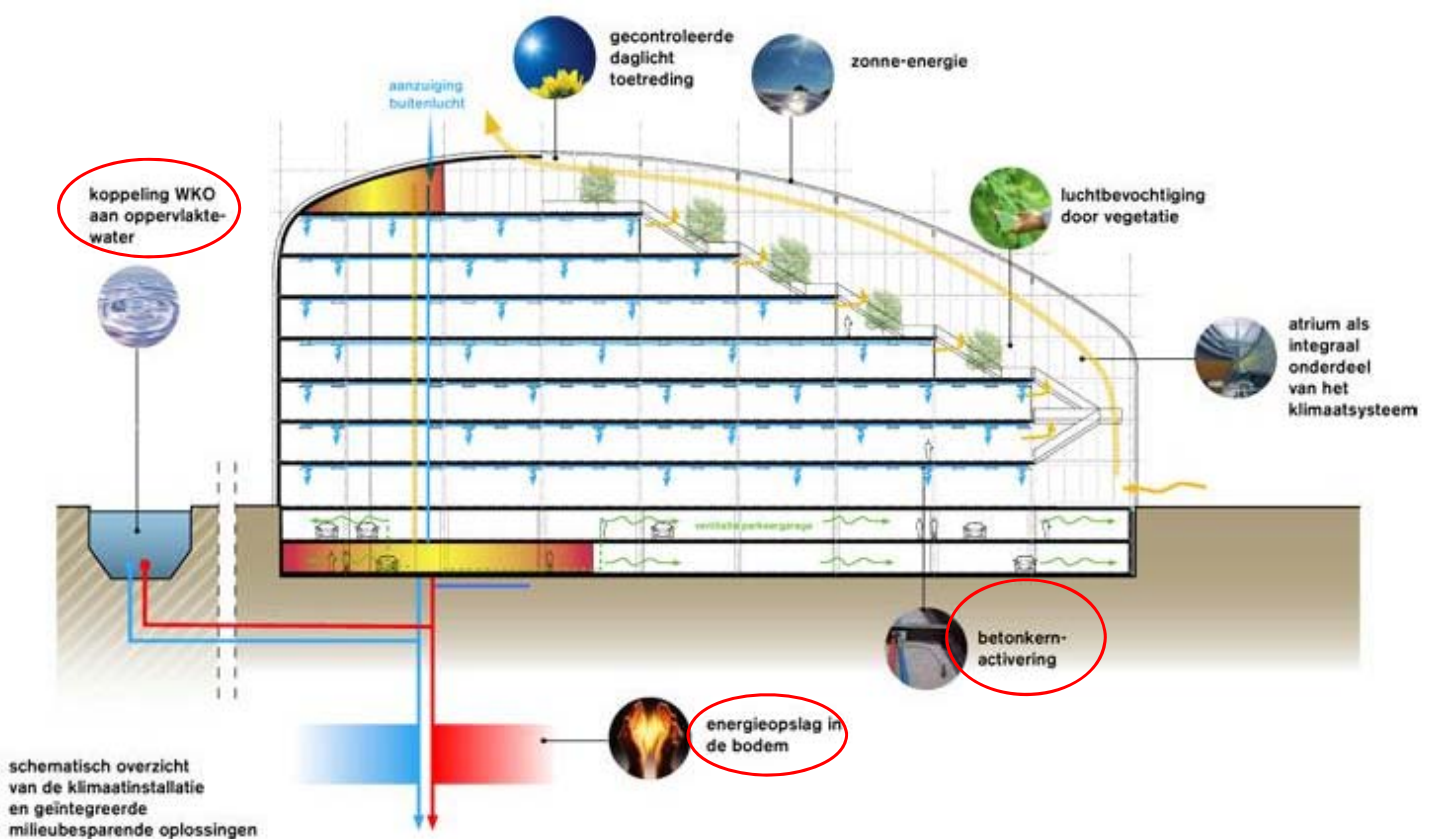 gecontroleerde
daglicht
toetreding
zonne-energie
aanzuiging
buitenlucht
koppeling WKO
aan oppervlakte-
water
luchtbevochtiging
door vegetatie
atrium als
integraal
onderdeel
van het
klimaatsysteem
ventilatie parkeergarage
betonkern-
activering
energieopslag in
de bodem
schematisch overzicht
van de klimaatinstallatie
en geïntegreerde
milieubesparende oplossingen